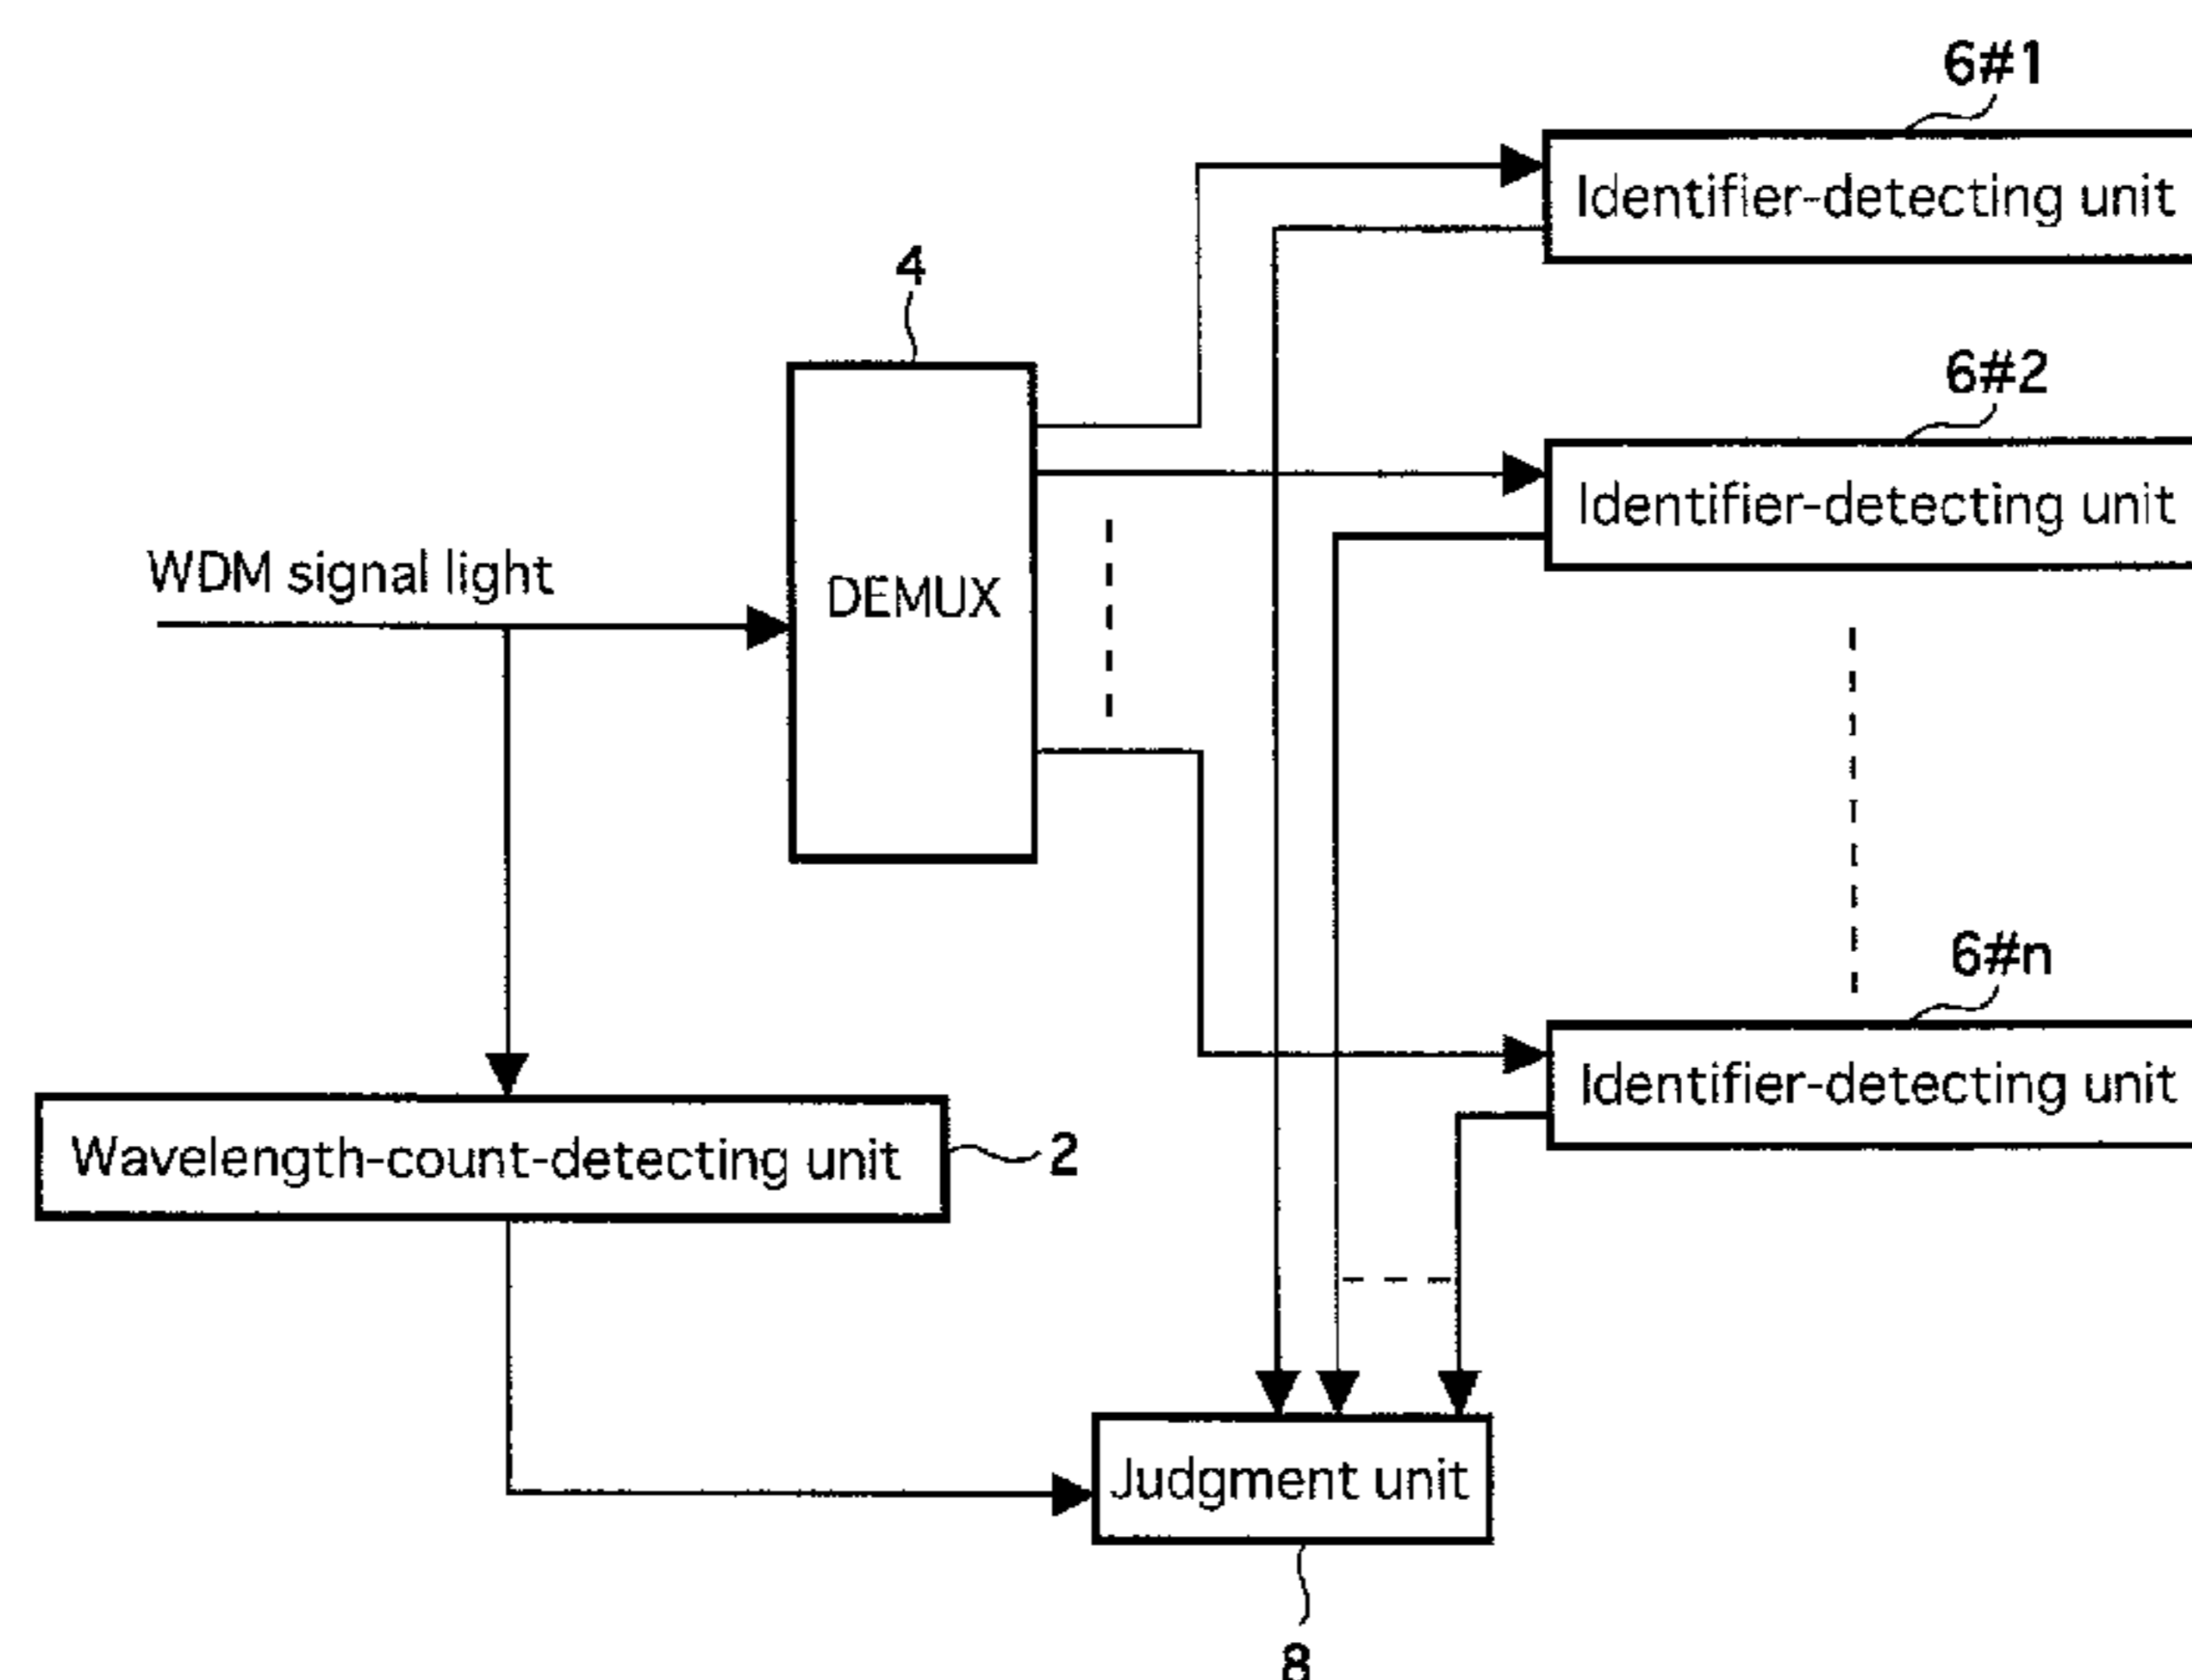 6#1
Identifier-detecting unit
4
6#2
Identifier-detecting unit
WDM signal light
DEMUX
6#n
Identifier-detecting unit
Wavelength-count-detecting unit
2
Judgment unit
8